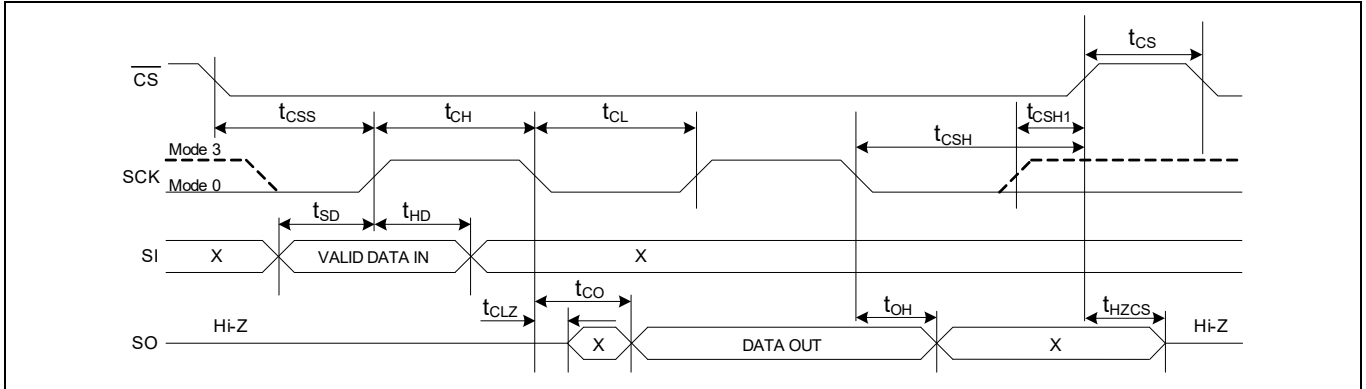 tCS
CS
tCSS
tCH
tCL
tCSH1
tCSH
Mode 3
SCK
Mode 0
tSD
tHD
SI
X
VALID DATA IN
X
tCO
tCLZ
tOH
tHZCS
Hi-Z
Hi-Z
SO
X
DATA OUT
X